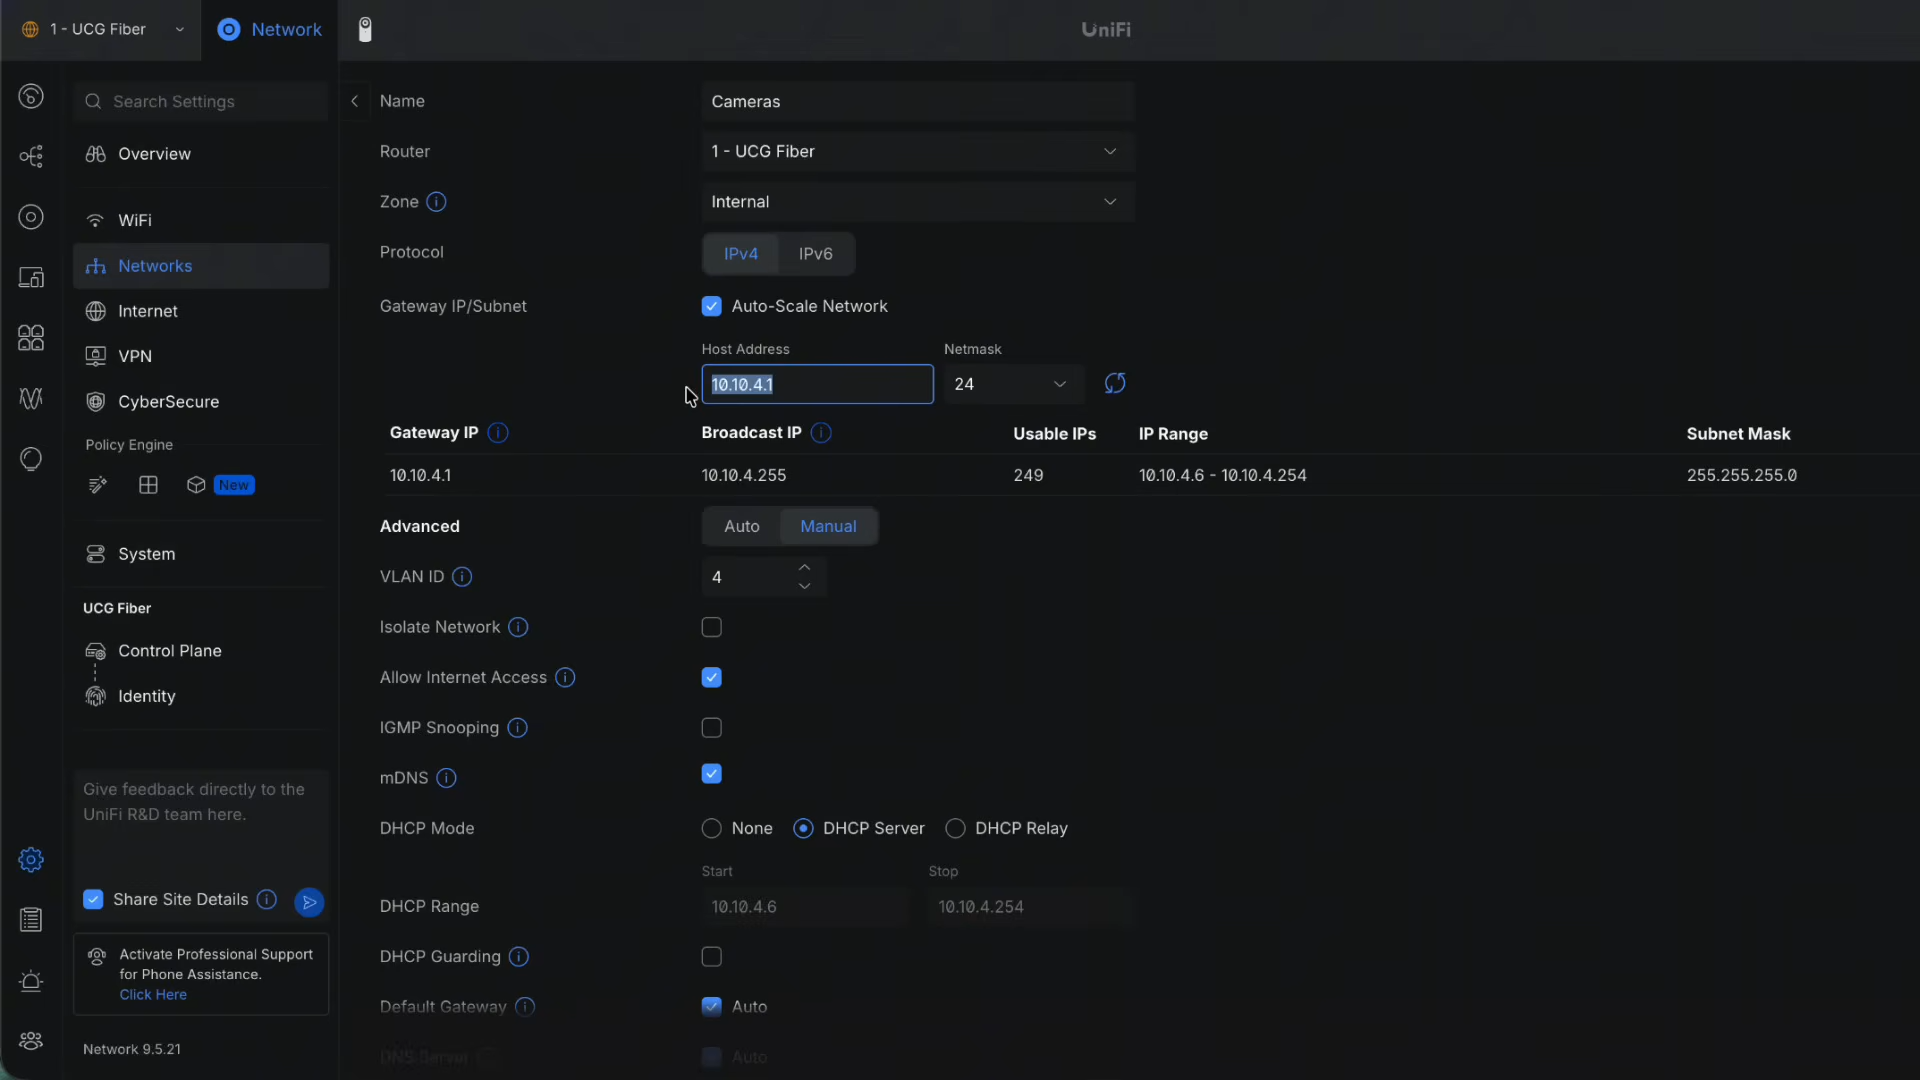 1 - UCG Fiber
Network
UniFi
Search Settings
Overview
WiFi
Networks
Internet
VPN
CyberSecure
Policy Engine
New
System
UCG Fiber
Control Plane
Identity
Give feedback directly to the
UniFi R&D team here.
Share Site Details
Activate Professional Support
for Phone Assistance.
Click Here
Network 9.5.21
Name
Cameras
Router
1 - UCG Fiber
Zone
Internal
Protocol
IPv4 IPv6
Gateway IP/Subnet
Auto-Scale Network
Host Address Netmask
10.10.4.1 24
Gateway IP Broadcast IP Usable IPs IP Range Subnet Mask
10.10.4.1 10.10.4.255 249 10.10.4.6 - 10.10.4.254 255.255.255.0
Advanced Auto Manual
VLAN ID 4
Isolate Network
Allow Internet Access
IGMP Snooping
mDNS
DHCP Mode None DHCP Server DHCP Relay
Start Stop
DHCP Range 10.10.4.6 10.10.4.254
DHCP Guarding
Default Gateway Auto
DNS Server Auto